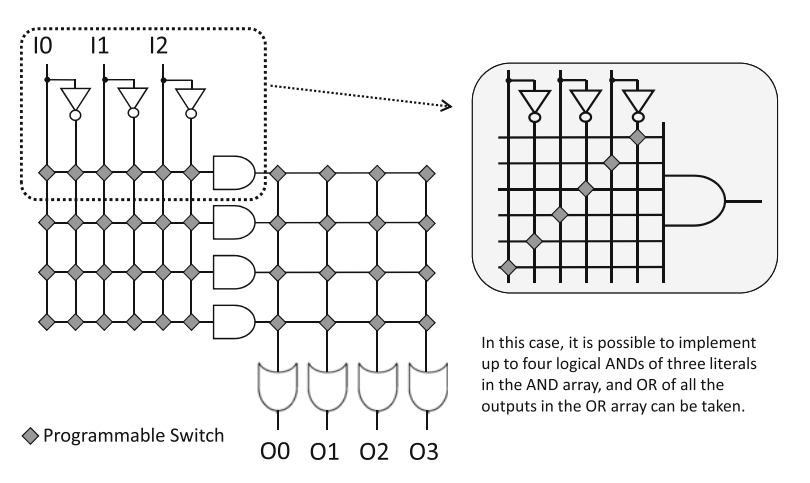 I0 I1 I2
In this case, it is possible to implement
up to four logical ANDs of three literals
in the AND array, and OR of all the
outputs in the OR array can be taken.
Programmable Switch
O0 O1 O2 O3